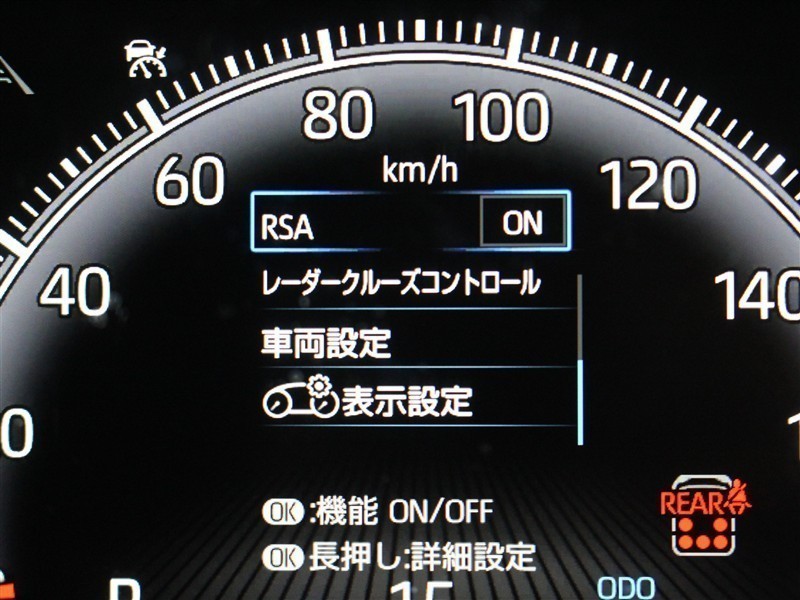 80
100
km/h
60
120
RSA ON
40
140
レーダークルーズコントロール
車両設定
表示設定
0
REAR
OK :機能 ON/OFF
OK 長押し:詳細設定
ODO